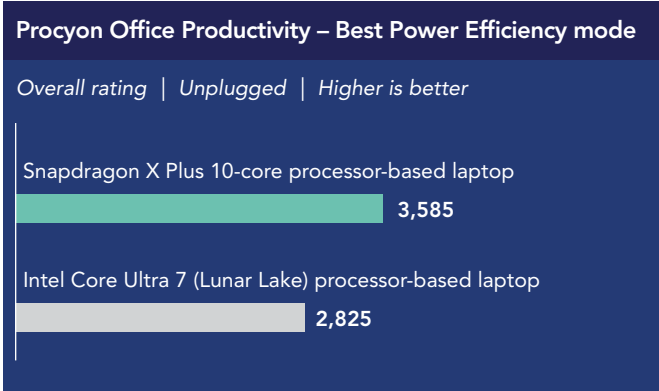 Procyon Office Productivity – Best Power Efficiency mode
Overall rating | Unplugged | Higher is better
Snapdragon X Plus 10-core processor-based laptop
3,585
Intel Core Ultra 7 (Lunar Lake) processor-based laptop
2,825